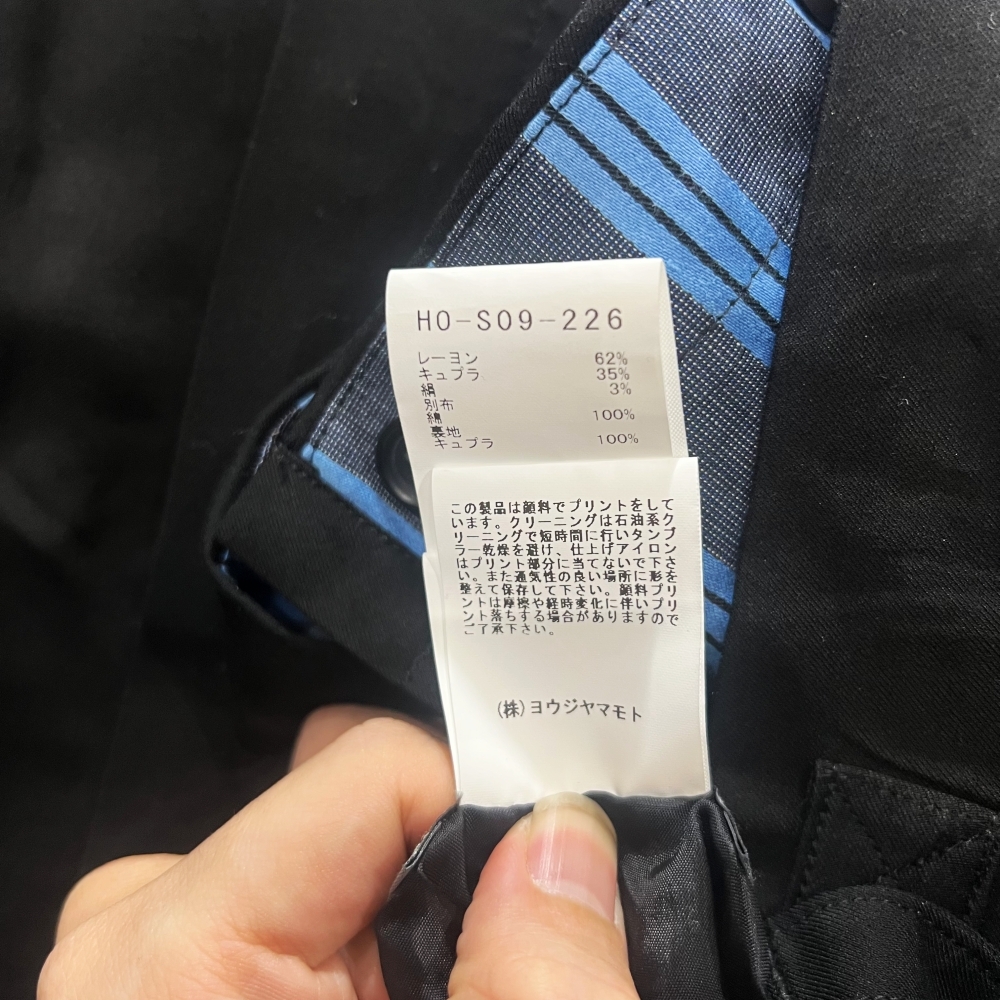 HO-S09-226
レーヨン 62%
キュプラ 35%
絹 3%
別布
綿 100%
裏地
キュプラ 100%
この製品は顔料でプリントをして
います。クリーニングは石油系ク
リーニングで短時間に行いタンブ
ラー乾燥を避け、仕上げアイロン
はプリント部分に当てないで下さ
い。また通気性の良い場所に形を
整えて保存して下さい。顔料プリ
ントは摩擦や経時変化に伴いプリ
ント落ちする場合がありますので
ご了承下さい。
(株)ヨウジヤマモト